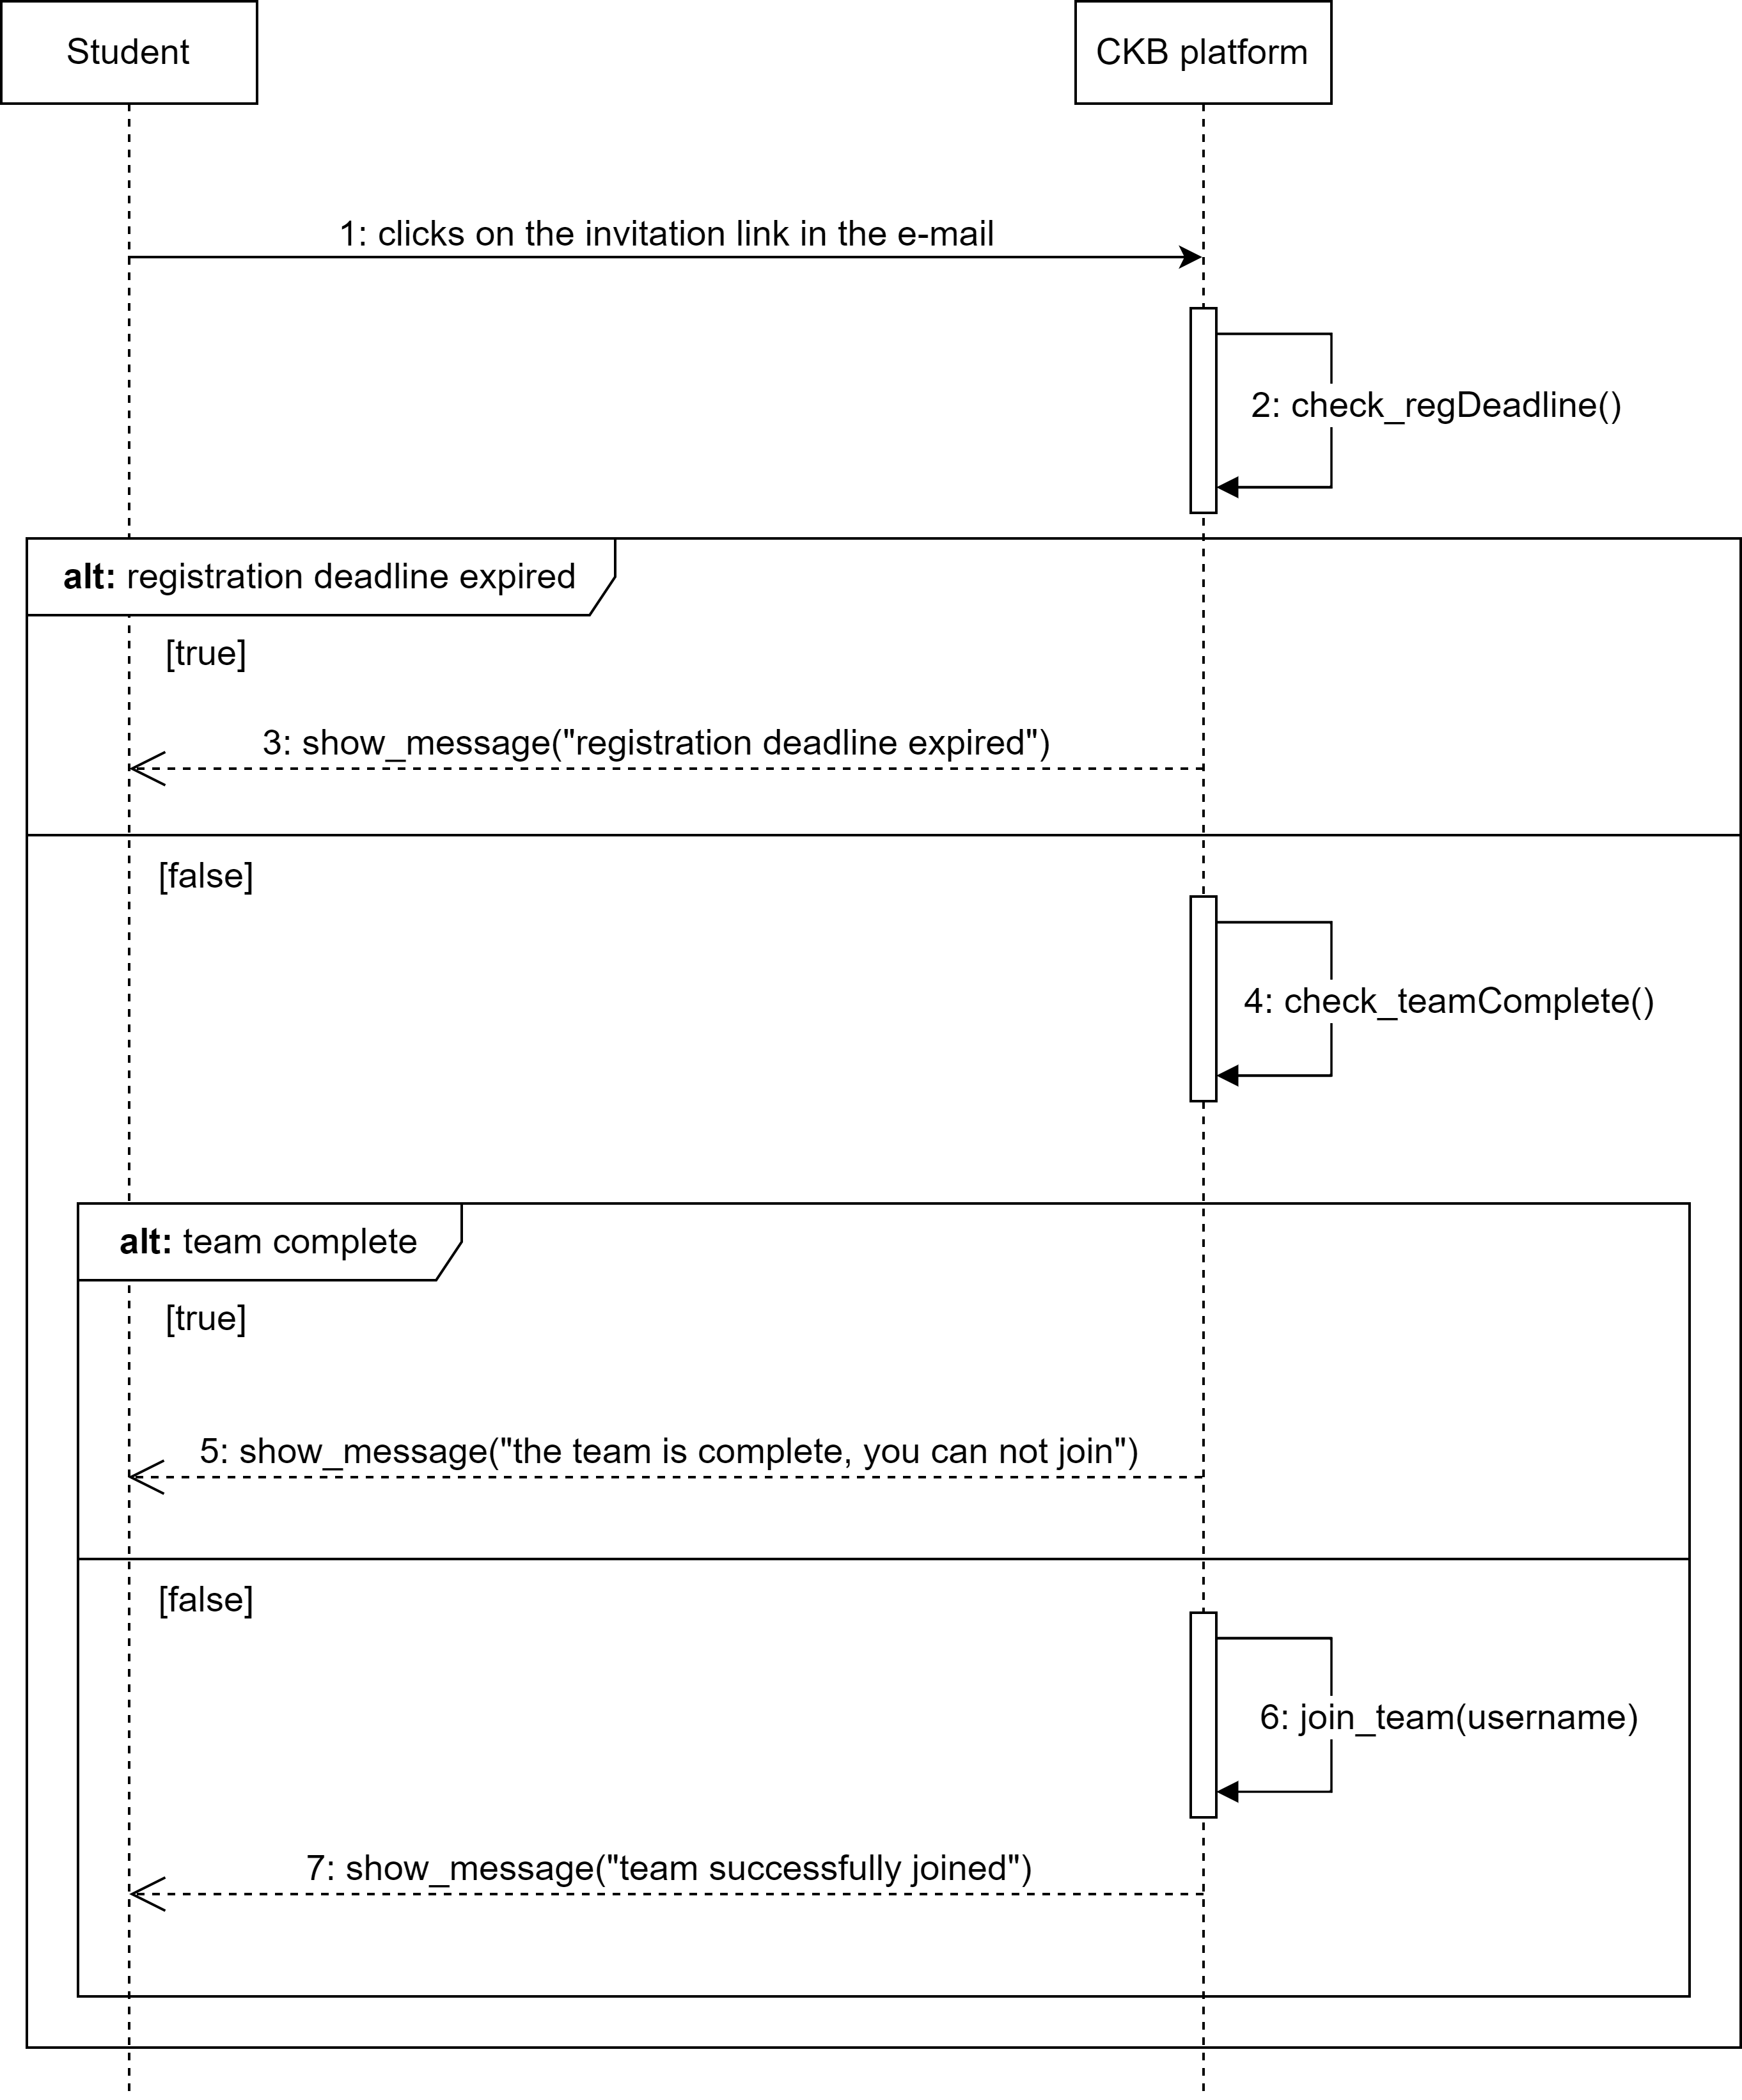 Student
CKB platform
1: clicks on the invitation link in the e-mail
2: check_regDeadline()
alt: registration deadline expired
[true]
3: show_message("registration deadline expired")
[false]
4: check_teamComplete()
alt: team complete
[true]
5: show_message("the team is complete, you can not join")
[false]
6: join_team(username)
7: show_message("team successfully joined")